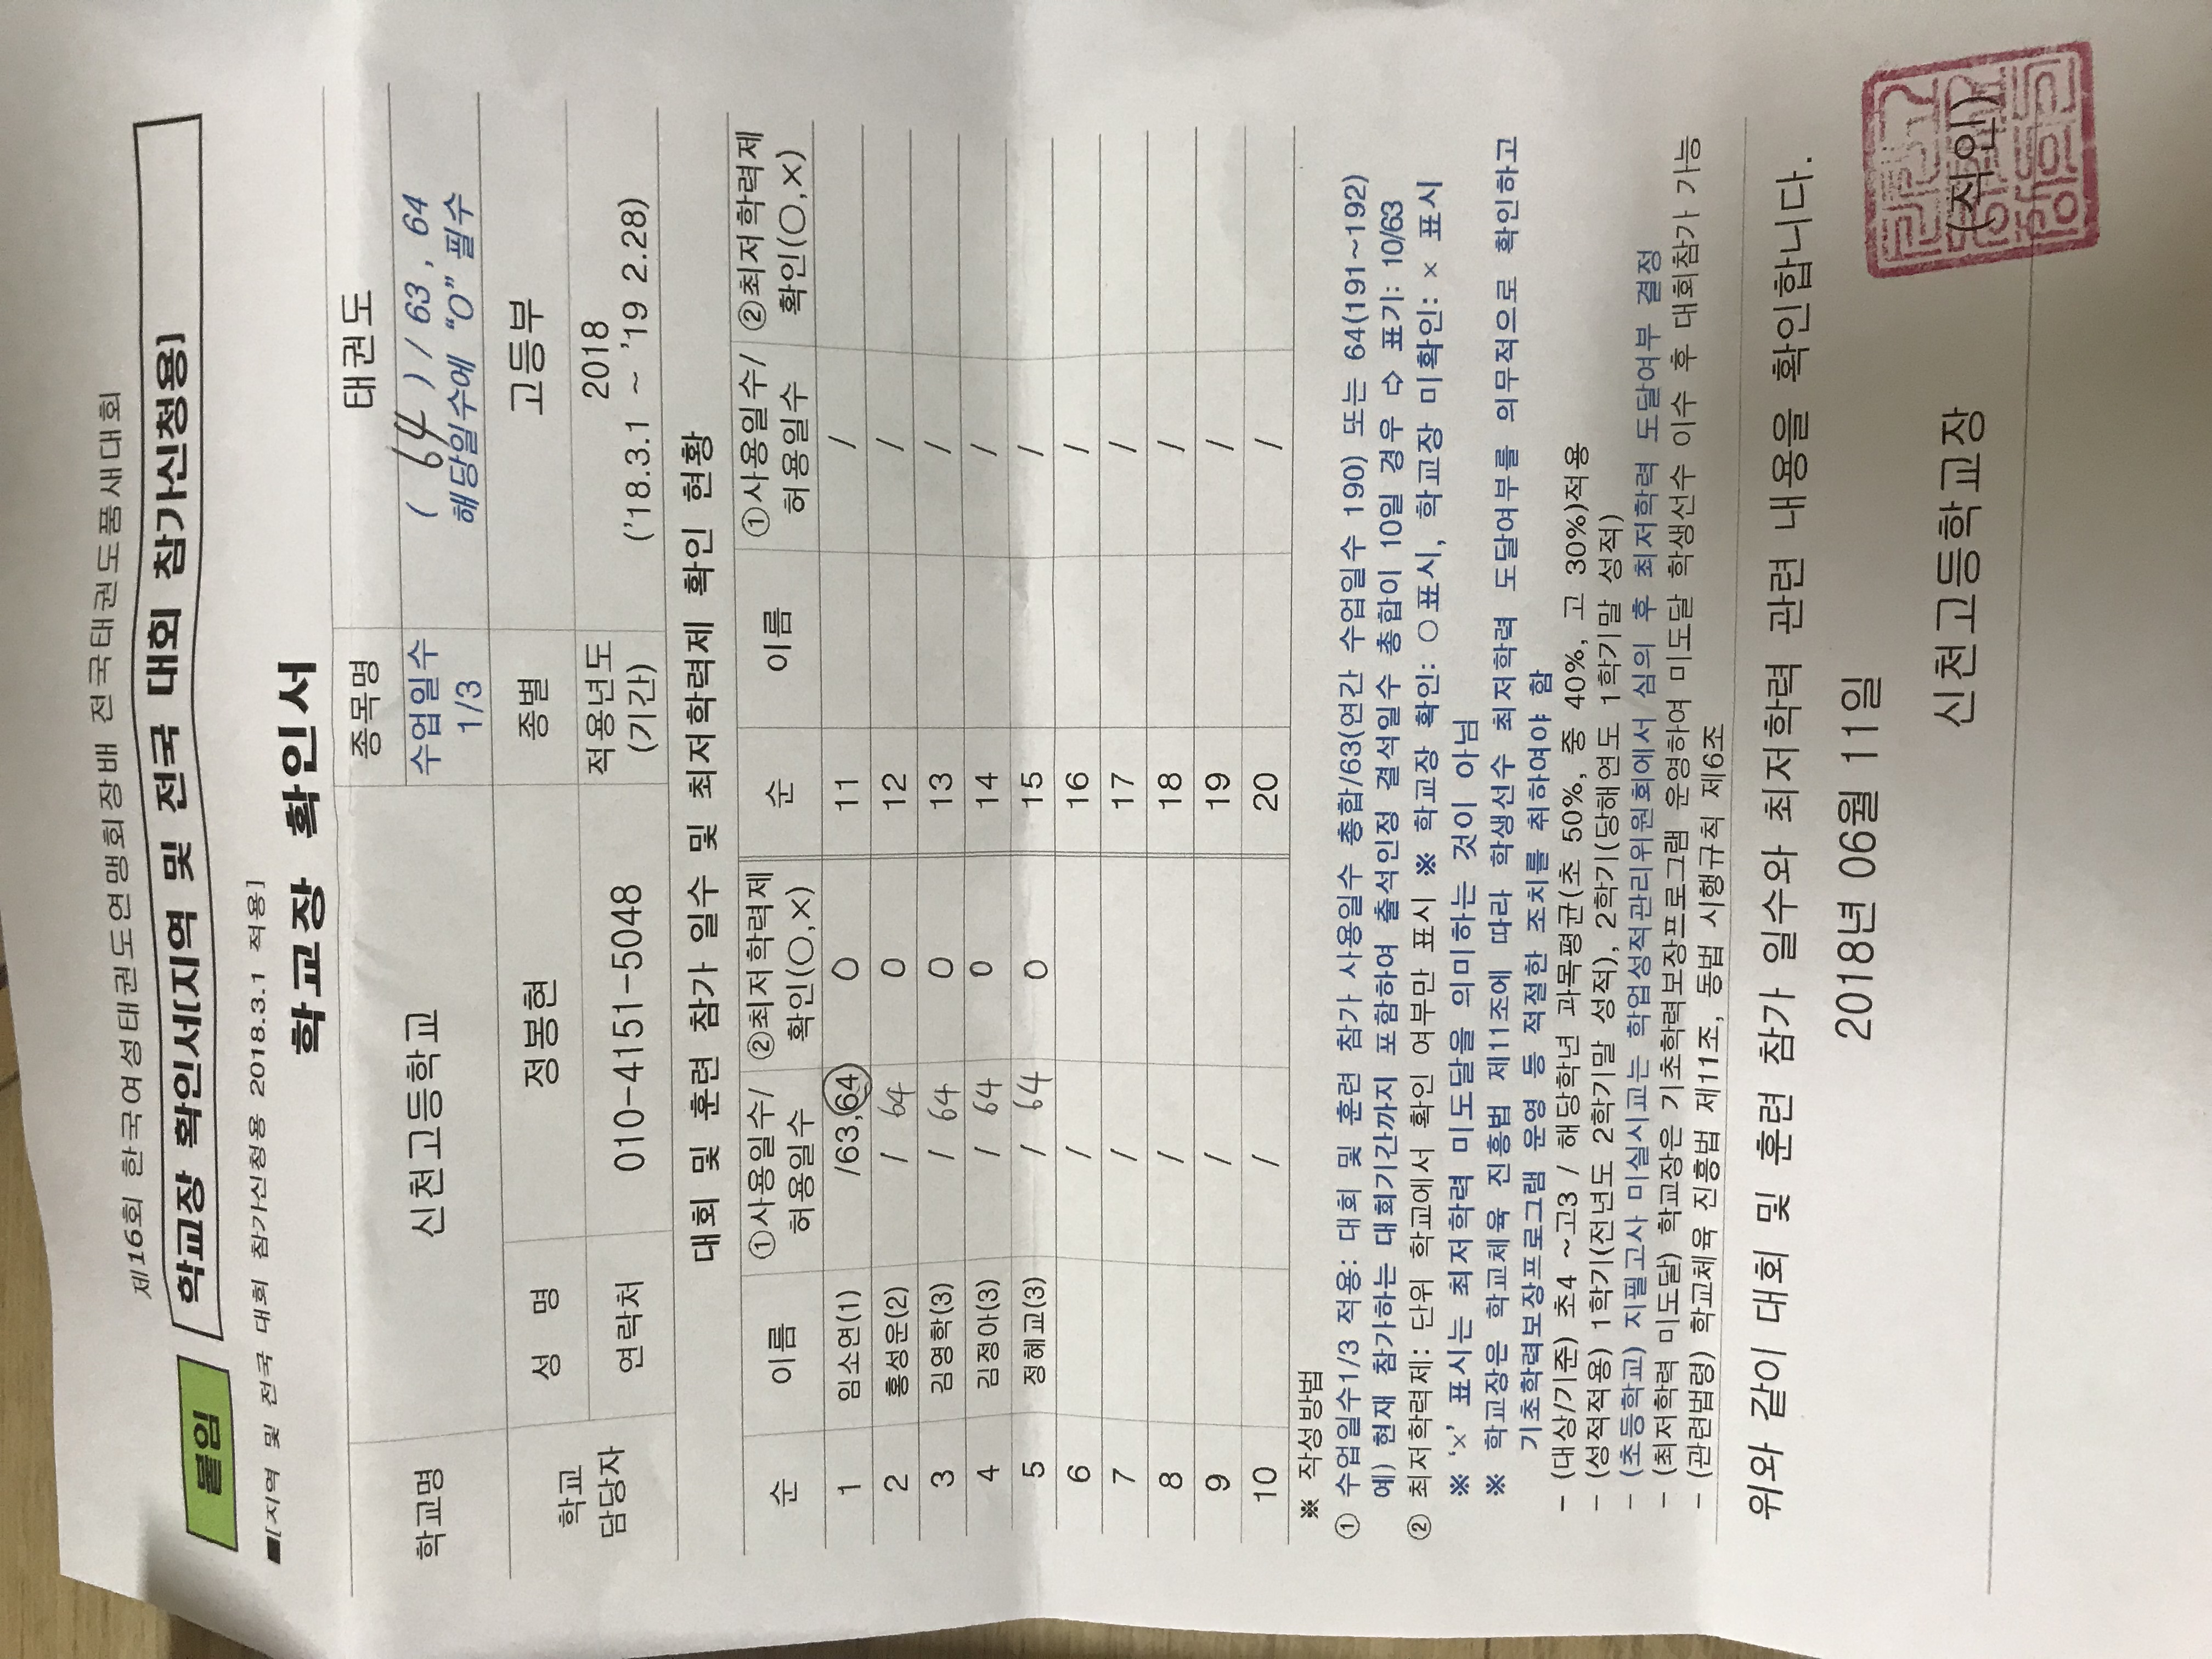 제16회 한국여성태권도연맹회장배 전국태권도품새대회
붙임 학교장 확인서[지역 및 전국 대회 참가신청용]
■[지역 및 전국 대회 참가신청용 2018.3.1 적용]
학교장 확인서
학교명 신천고등학교 종목명 태권도
수업일수 1/3 ( 64 ) / 63, 64
해당일수에 "O" 필수
학교 담당자 성 명 정봉현 종별 고등부
연락처 010-4151-5048 적용년도 (기간) 2018
('18.3.1 ~ '19 2.28)
대회 및 훈련 참가 일수 및 최저학력제 확인 현황
순 이름 ①사용일수/허용일수 ②최저학력제 확인(○,×) 순 이름 ①사용일수/허용일수 ②최저학력제 확인(○,×)
1 임소연(1) /63,64 O 11 /
2 홍성운(2) / 64 O 12 /
3 김영학(3) / 64 O 13 /
4 김정아(3) / 64 O 14 /
5 정해교(3) / 64 O 15 /
6 / 16 /
7 / 17 /
8 / 18 /
9 / 19 /
10 / 20 /
※ 작성방법
① 수업일수1/3 적용: 대회 및 훈련 참가 사용일수 총합/63(연간 수업일수 190) 또는 64(191~192)
예) 현재 참가하는 대회기간까지 포함하여 출석인정 결석일수 총합이 10일 경우 ⇨ 표기: 10/63
② 최저학력제: 단위 학교에서 확인 여부만 표시 ※ 학교장 확인: ○표시, 학교장 미확인: × 표시
※ '×' 표시는 최저학력 미도달을 의미하는 것이 아님
※ 학교장은 학교체육 진흥법 제11조에 따라 학생선수 최저학력 도달여부를 의무적으로 확인하고
기초학력보장프로그램 운영 등 적절한 조치를 취하여야 함
- (대상/기준) 초4 ~고3 / 해당학년 과목평균(초 50%, 중 40%, 고 30%)적용
- (성적적용) 1학기(전년도 2학기말 성적), 2학기(당해연도 1학기말 성적)
- (초등학교) 지필고사 미실시교는 학업성적관리위원회에서 심의 후 최저학력 도달여부 결정
- (최저학력 미도달) 학교장은 기초학력보장프로그램 운영하여 미도달 학생선수 이수 후 대회참가 가능
- (관련법령) 학교체육 진흥법 제11조, 동법 시행규칙 제6조
위와 같이 대회 및 훈련 참가 일수와 최저학력 관련 내용을 확인합니다.
2018년 06월 11일
신천고등학교장 (직인)